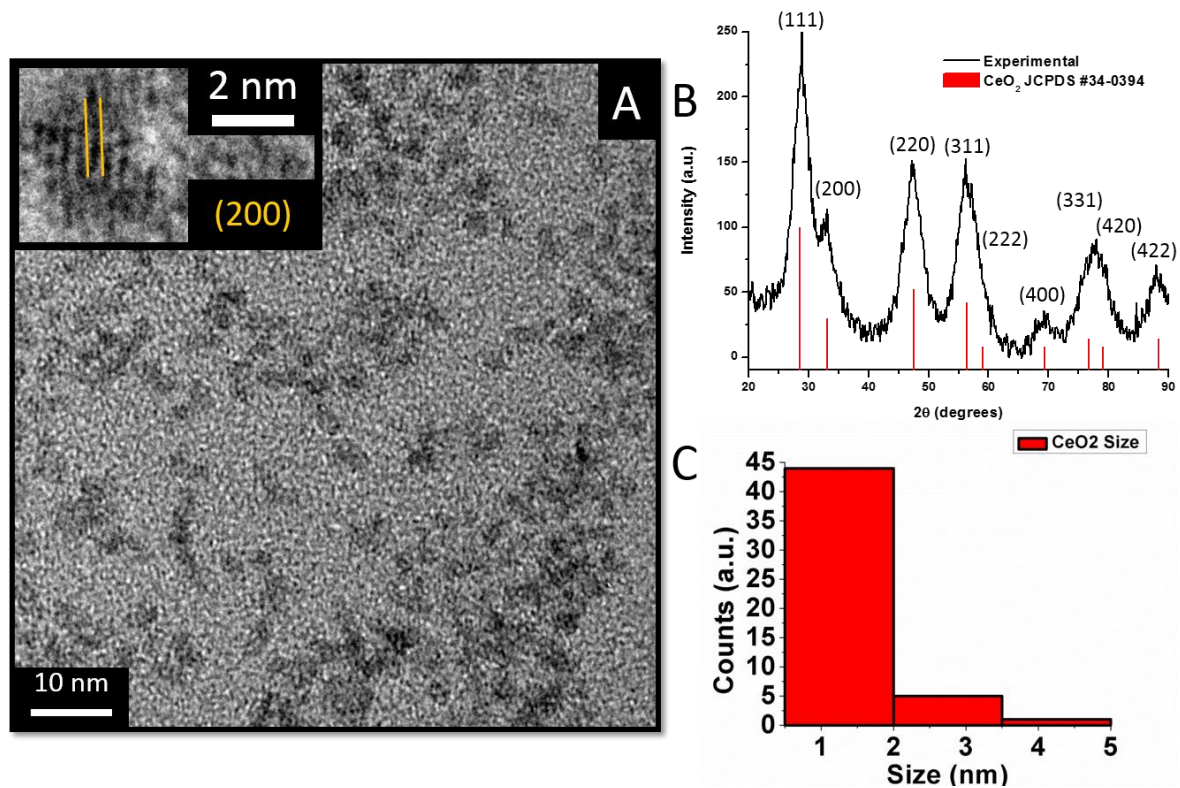 2 nm
A
(200)
10 nm
B
(111)
Experimental
CeO2 JCPDS #34-0394
(200)
(220)
(311)
(222)
(400)
(331)
(420)
(422)
Intensity (a.u.)
250
200
150
100
50
0
20 30 40 50 60 70 80 90
2θ (degrees)
C
CeO2 Size
Counts (a.u.)
45
40
35
30
25
20
15
10
5
0
1 2 3 4 5
Size (nm)